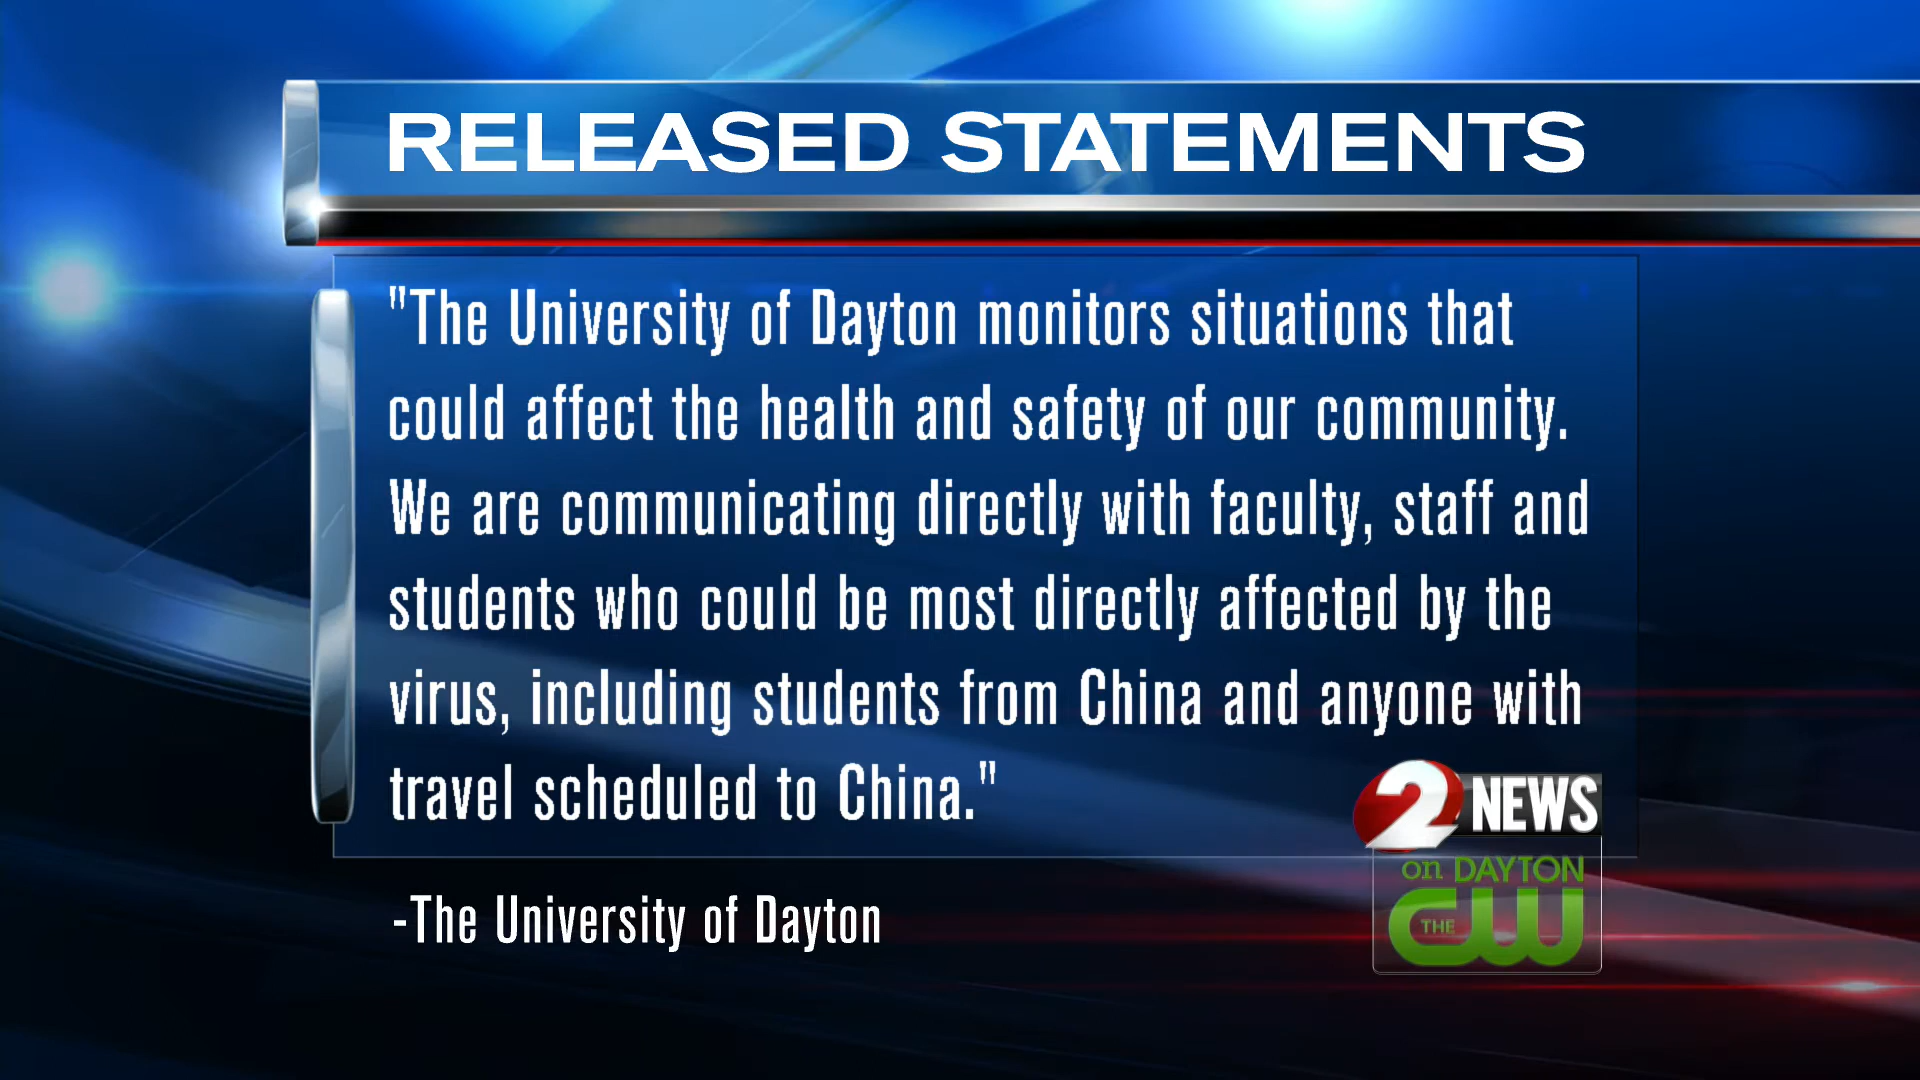 RELEASED STATEMENTS
"The University of Dayton monitors situations that
could affect the health and safety of our community.
We are communicating directly with faculty, staff and
students who could be most directly affected by the
virus, including students from China and anyone with
travel scheduled to China."
2 NEWS
on DAYTON
THE CW
-The University of Dayton